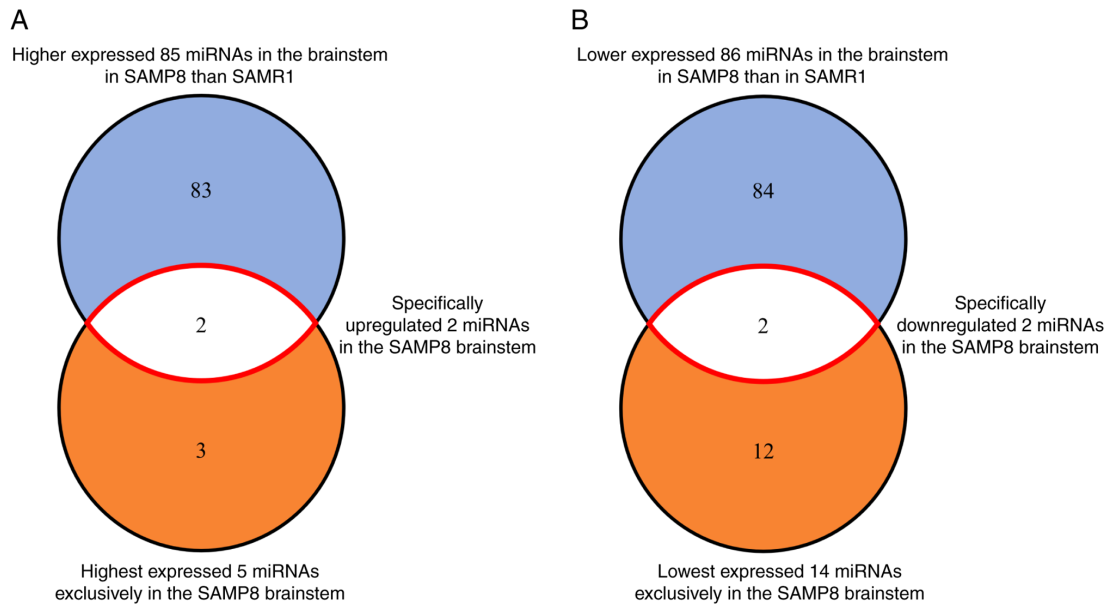 A
Higher expressed 85 miRNAs in the brainstem
in SAMP8 than SAMR1
83
2
Specifically
upregulated 2 miRNAs
in the SAMP8 brainstem
3
Highest expressed 5 miRNAs
exclusively in the SAMP8 brainstem
B
Lower expressed 86 miRNAs in the brainstem
in SAMP8 than in SAMR1
84
2
Specifically
downregulated 2 miRNAs
in the SAMP8 brainstem
12
Lowest expressed 14 miRNAs
exclusively in the SAMP8 brainstem